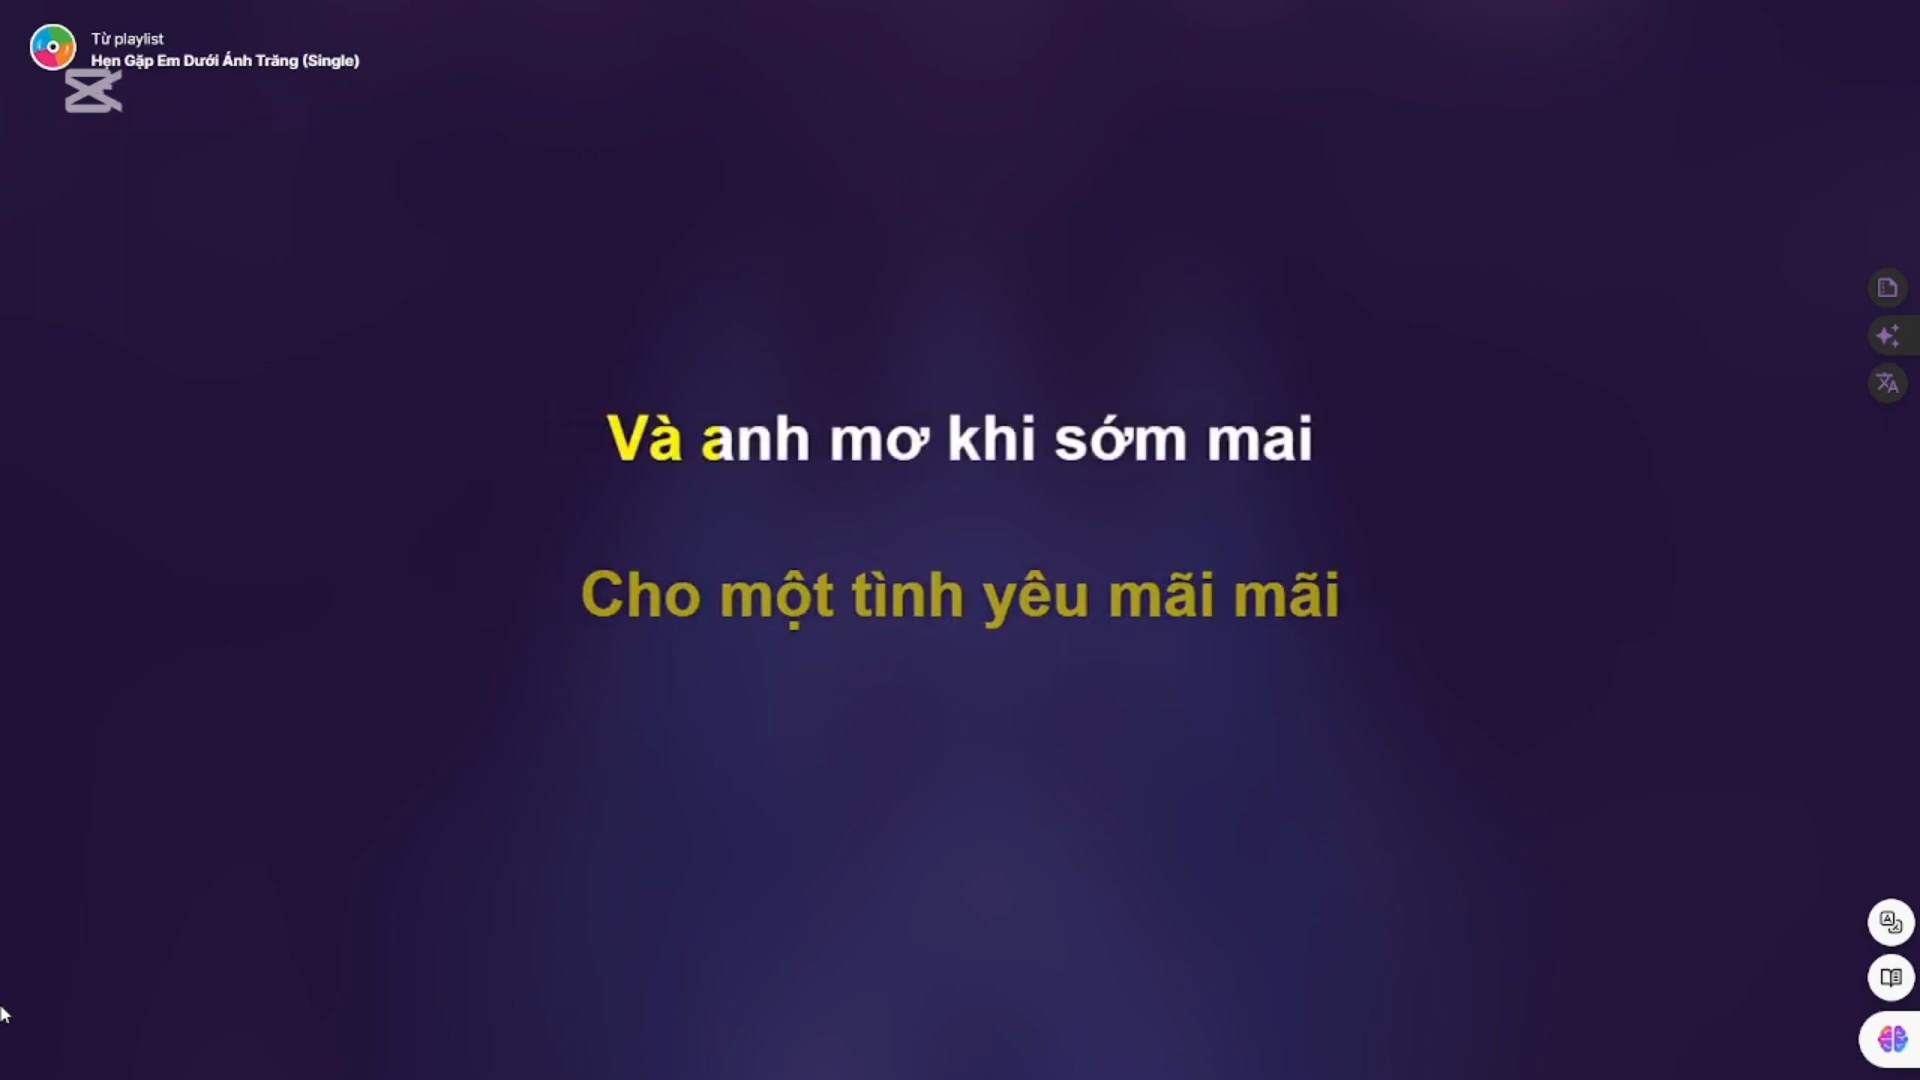 Từ playlist
Hẹn Gặp Em Dưới Ánh Trăng (Single)
Và anh mơ khi sớm mai
Cho một tình yêu mãi mãi